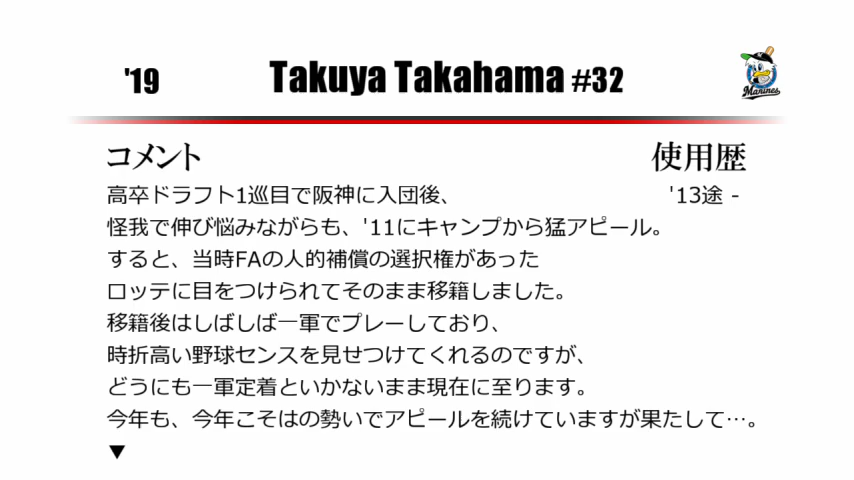 '19 Takuya Takahama #32
Marines
コメント 使用歴
高卒ドラフト1巡目で阪神に入団後、 '13途 -
怪我で伸び悩みながらも、'11にキャンプから猛アピール。
すると、当時FAの人的補償の選択権があった
ロッテに目をつけられてそのまま移籍しました。
移籍後はしばしば一軍でプレーしており、
時折高い野球センスを見せつけてくれるのですが、
どうにも一軍定着といかないまま現在に至ります。
今年も、今年こそはの勢いでアピールを続けていますが果たして…。
▼